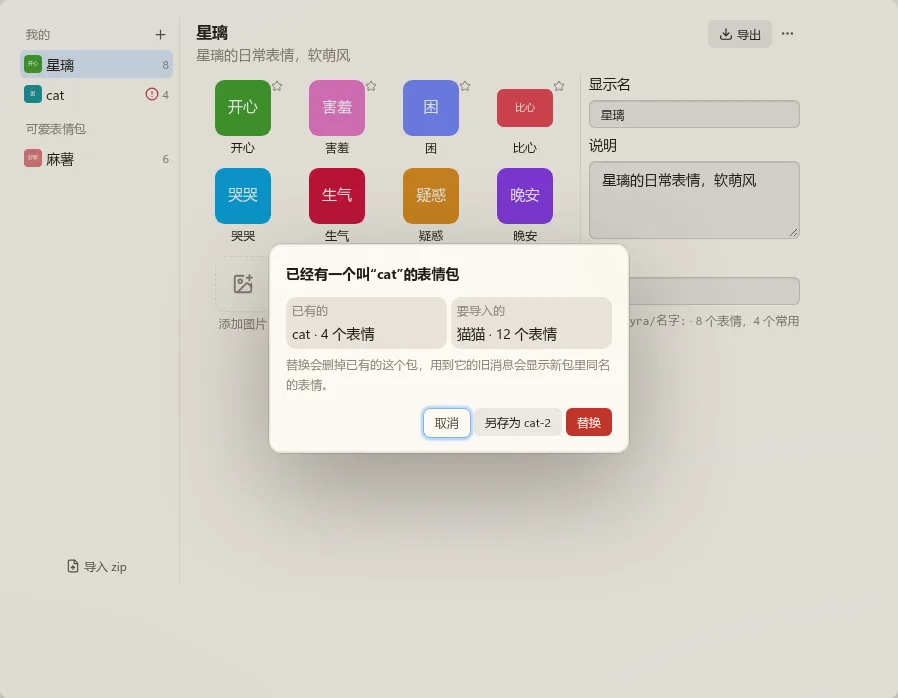 我的
开心 星璃 8
困 cat 4
可爱表情包
麻薯 6
导入 zip
星璃
星璃的日常表情，软萌风
导出
开心 害羞 困 比心
开心 害羞 困 比心
哭哭 生气 疑惑 晚安
哭哭 生气 疑惑 晚安
添加图片
显示名
星璃
说明
星璃的日常表情，软萌风
yra/名字: · 8 个表情，4 个常用
已经有一个叫“cat”的表情包
已有的
cat · 4 个表情
要导入的
猫猫 · 12 个表情
替换会删掉已有的这个包，用到它的旧消息会显示新包里同名
的表情。
取消 另存为 cat-2 替换